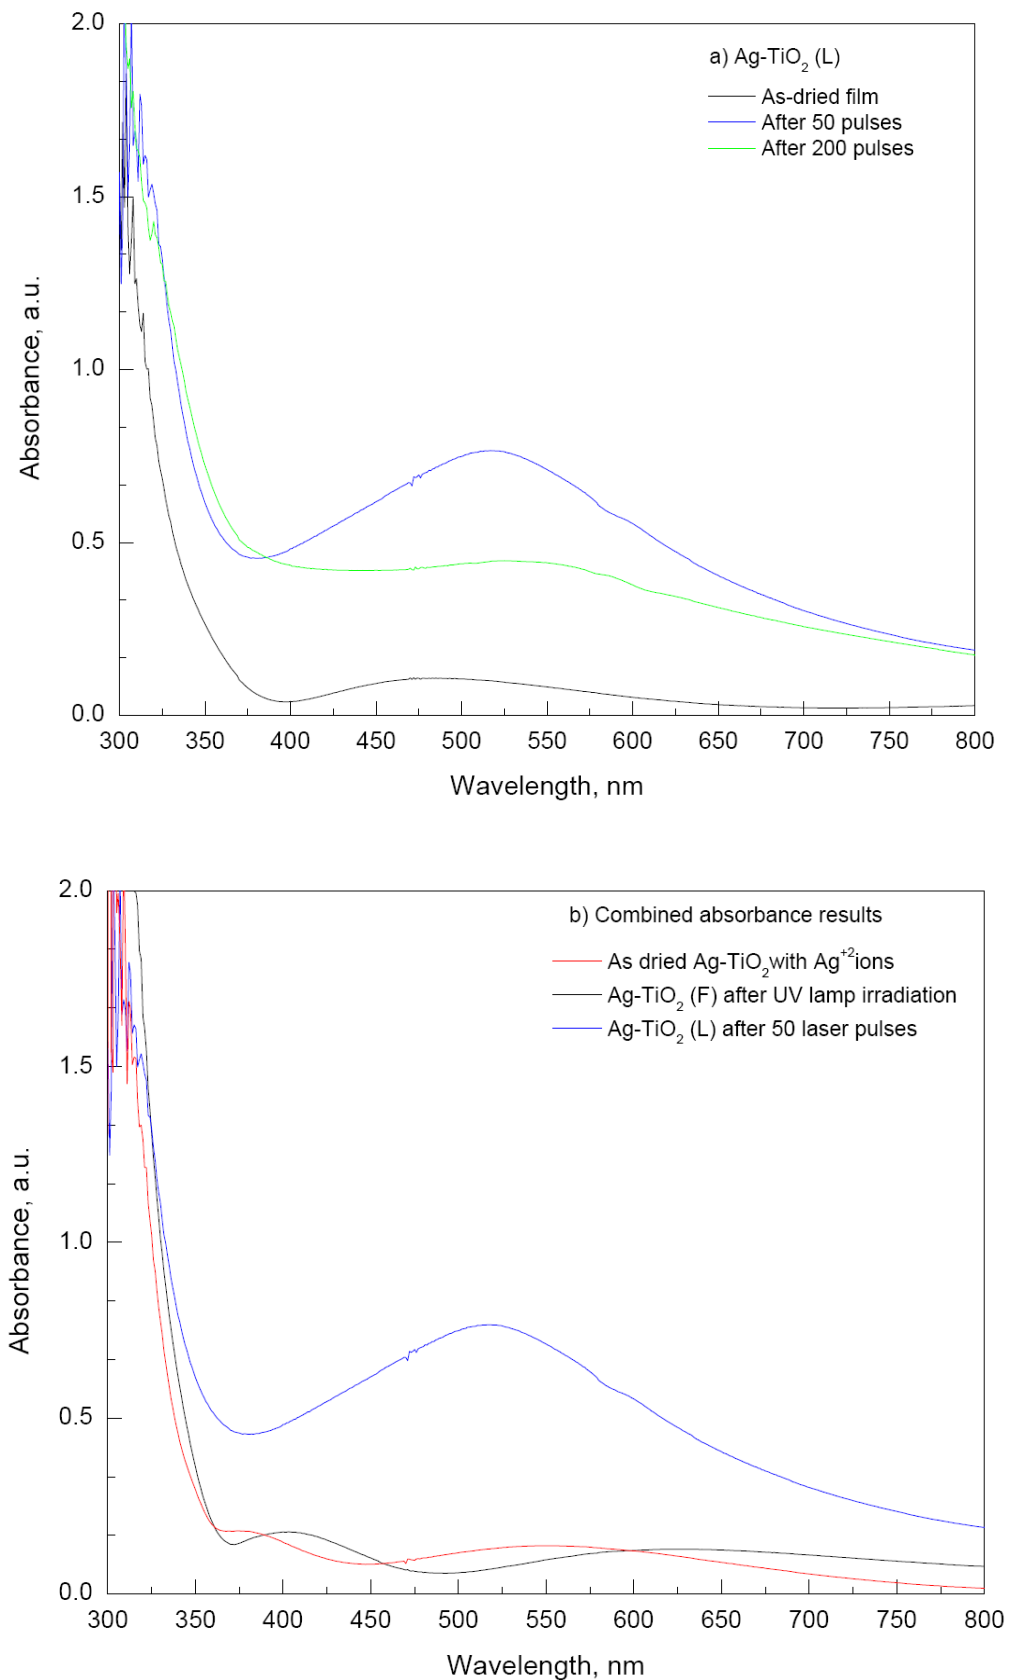 2.0
1.5
1.0
0.5
0.0
Absorbance, a.u.
a) Ag-TiO₂ (L)
As-dried film
After 50 pulses
After 200 pulses
300 350 400 450 500 550 600 650 700 750 800
Wavelength, nm
2.0
1.5
1.0
0.5
0.0
Absorbance, a.u.
b) Combined absorbance results
As dried Ag-TiO₂with Ag⁺²ions
Ag-TiO₂ (F) after UV lamp irradiation
Ag-TiO₂ (L) after 50 laser pulses
300 350 400 450 500 550 600 650 700 750 800
Wavelength, nm